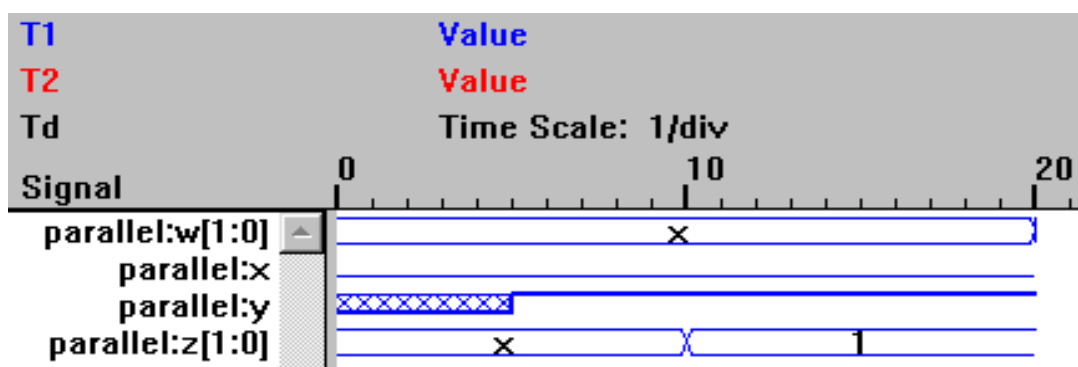 T1 Value
T2 Value
Td Time Scale: 1/div
Signal 0 10 20
parallel:w[1:0] x
parallel:x
parallel:y
parallel:z[1:0] x 1